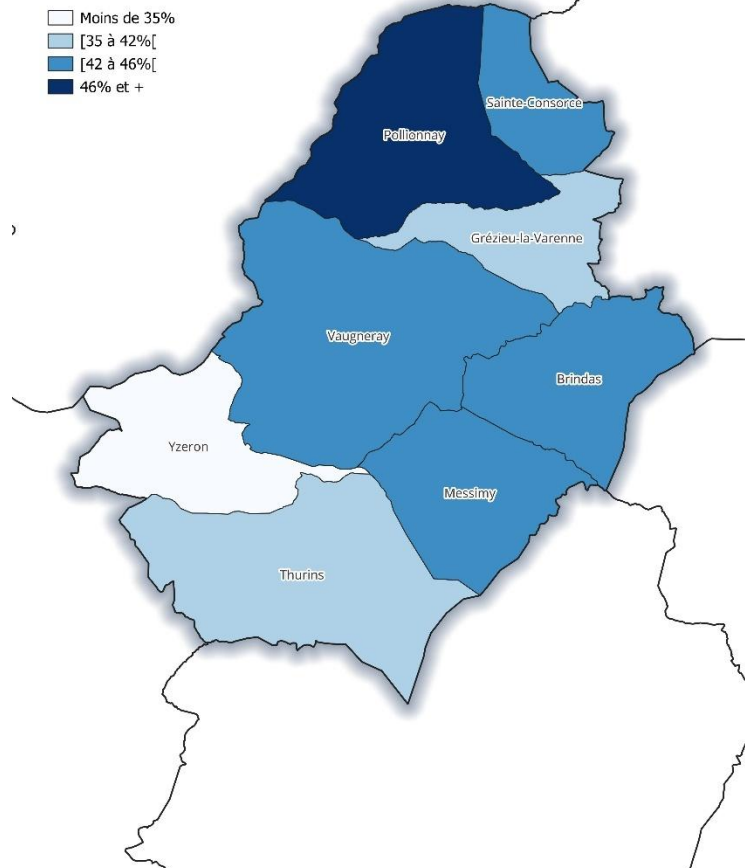 Moins de 35%
[35 à 42%[
[42 à 46%[
46% et +
Sainte-Consorce
Pollionnay
Grézieu-la-Varenne
Vaugneray
Brindas
Yzeron
Messimy
Thurins